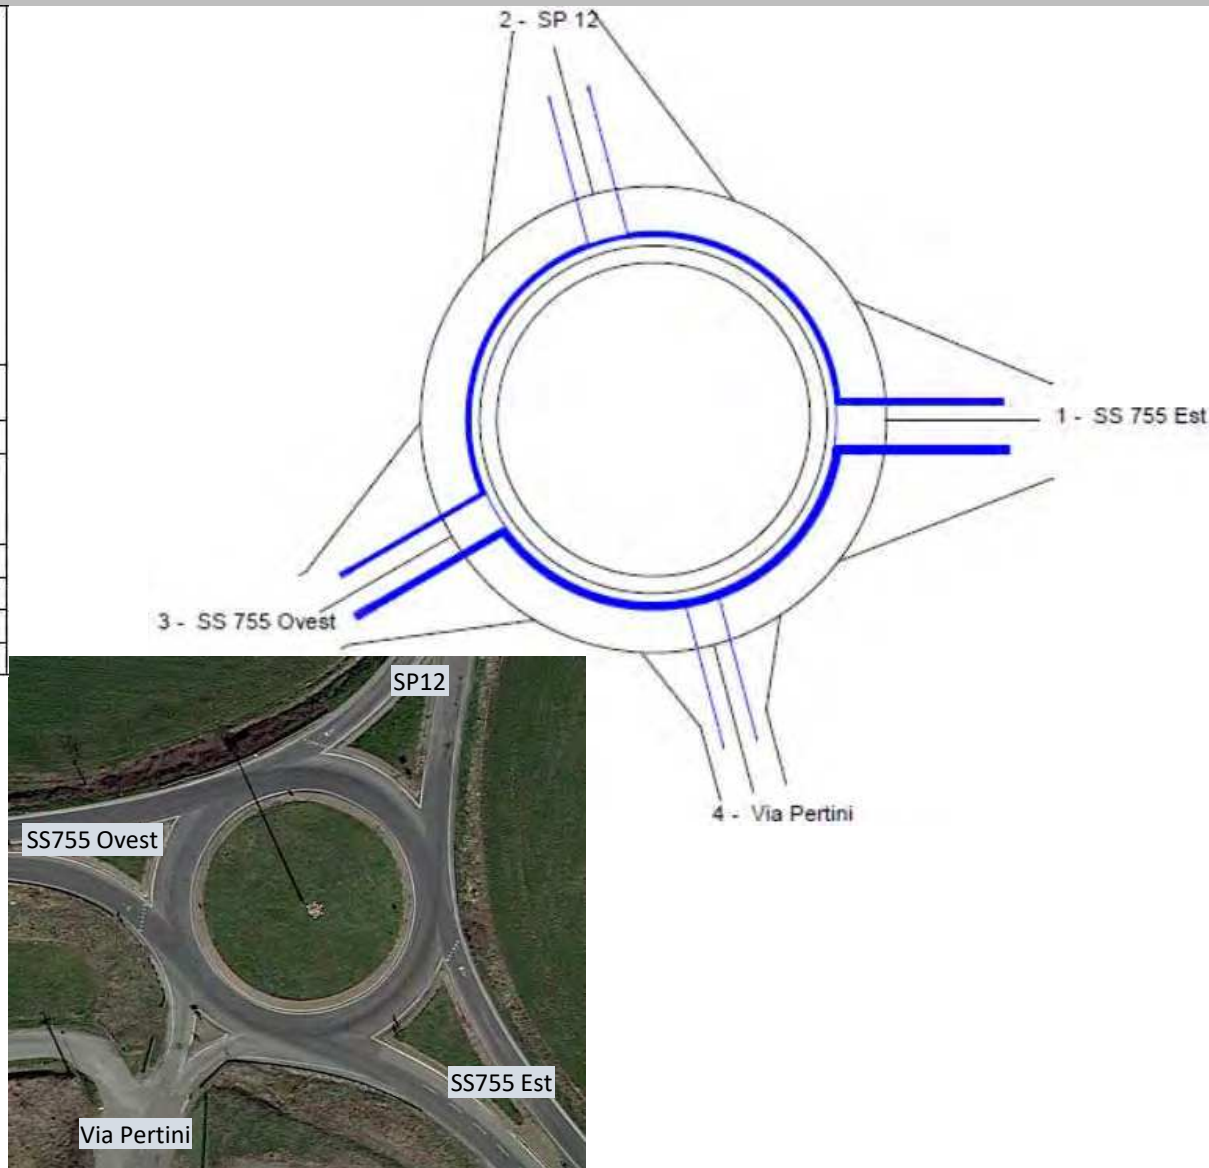 2 - SP 12
1 - SS 755 Est
3 - SS 755 Ovest
4 - Via Pertini
SP12
SS755 Ovest
SS755 Est
Via Pertini